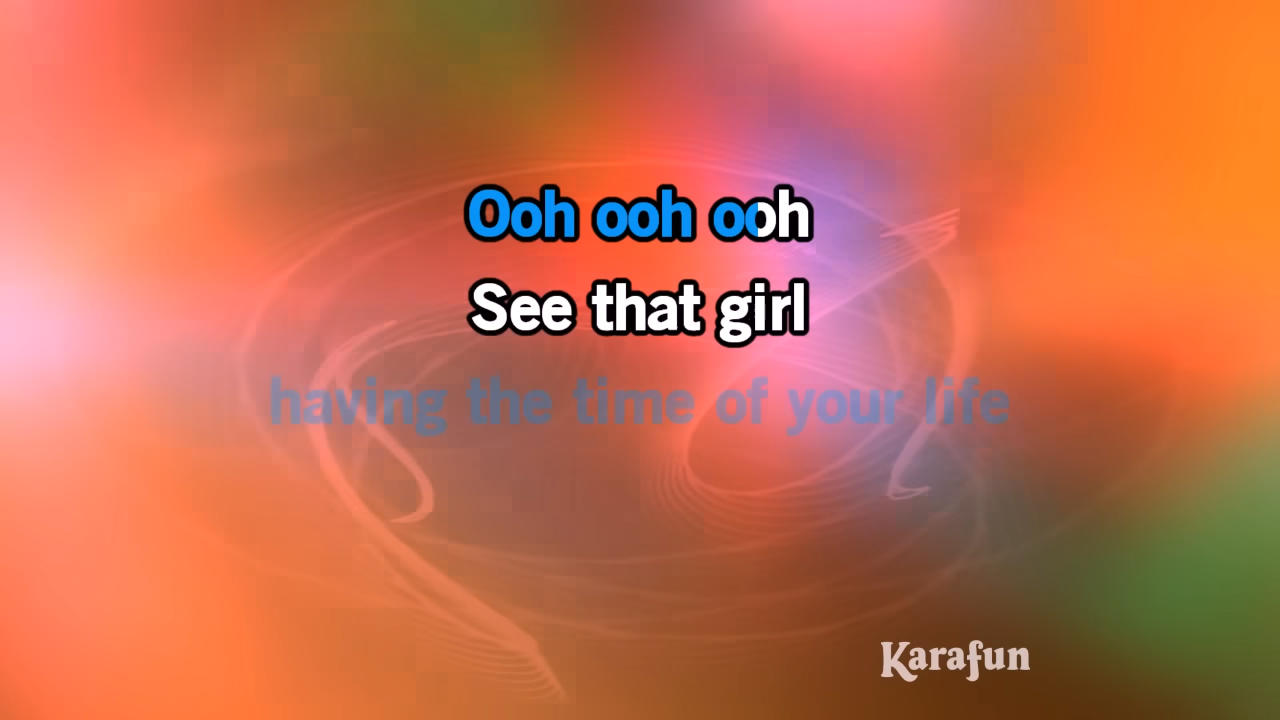 Ooh ooh ooh
See that girl
having the time of your life
Karafun